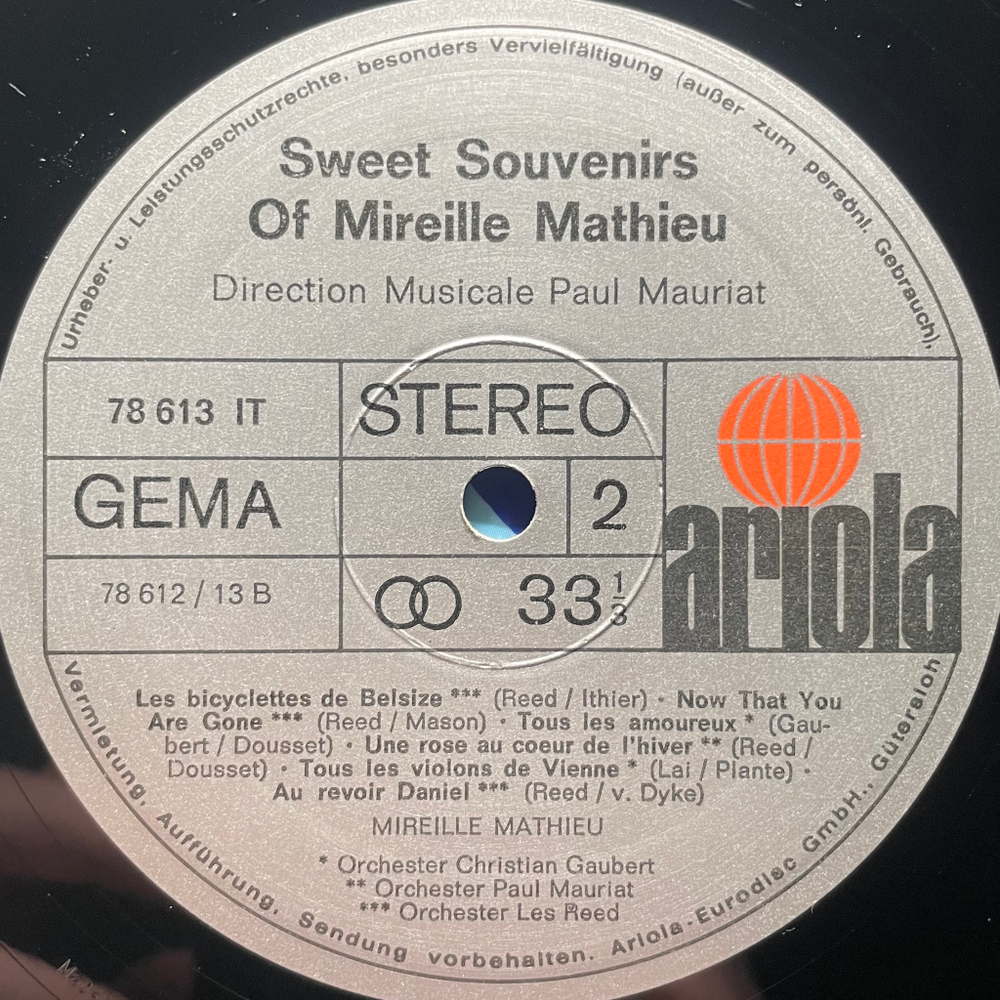 Urheber- u. Leistungsschutzrechte, besonders Vervielfältigung (außer zum persönl. Gebrauch),
Sweet Souvenirs
Of Mireille Mathieu
Direction Musicale Paul Mauriat
78 613 IT
STEREO
GEMA
2
78 612 / 13 B
33 1/3
ariola
Les bicyclettes de Belsize *** (Reed / Ithier) · Now That You
Are Gone *** (Reed / Mason) · Tous les amoureux * (Gau-
bert / Dousset) · Une rose au coeur de l'hiver ** (Reed /
Dousset) · Tous les violons de Vienne * (Lai / Plante) ·
Au revoir Daniel *** (Reed / v. Dyke)
MIREILLE MATHIEU
* Orchester Christian Gaubert
** Orchester Paul Mauriat
*** Orchester Les Reed
Vermietung, Aufführung, Sendung vorbehalten. Ariola-Eurodisc GmbH., Gütersloh